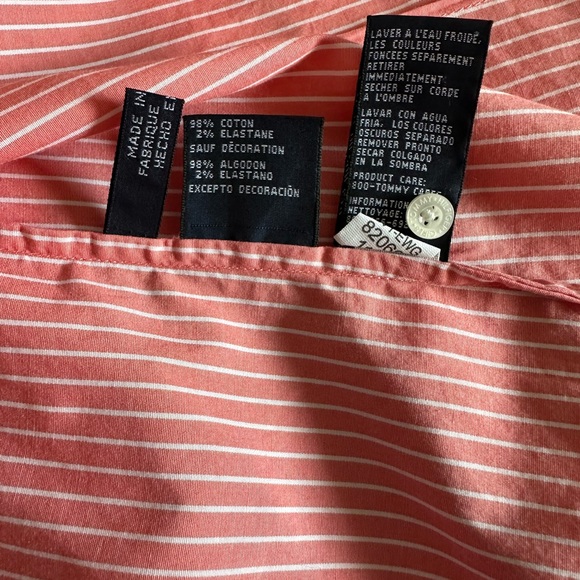 MADE IN
FABRIQUE
HECHO E
98% COTON
2% ELASTANE
SAUF DÉCORATION
98% ALGODON
2% ELASTANO
EXCEPTO DECORACIÓN
LAVER A L'EAU FROIDE,
LES COULEURS
FONCÉES SEPAREMENT
RETIRER
IMMEDIATEMENT;
SECHER SUR CORDE
A L'OMBRE
LAVAR CON AGUA
FRIA, LOS COLORES
OSCUROS SEPARADO
REMOVER PRONTO
SECAR COLGADO
EN LA SOMBRA
PRODUCT CARE:
800-TOMMY CARES
INFORMATION
NETTOYAGE: